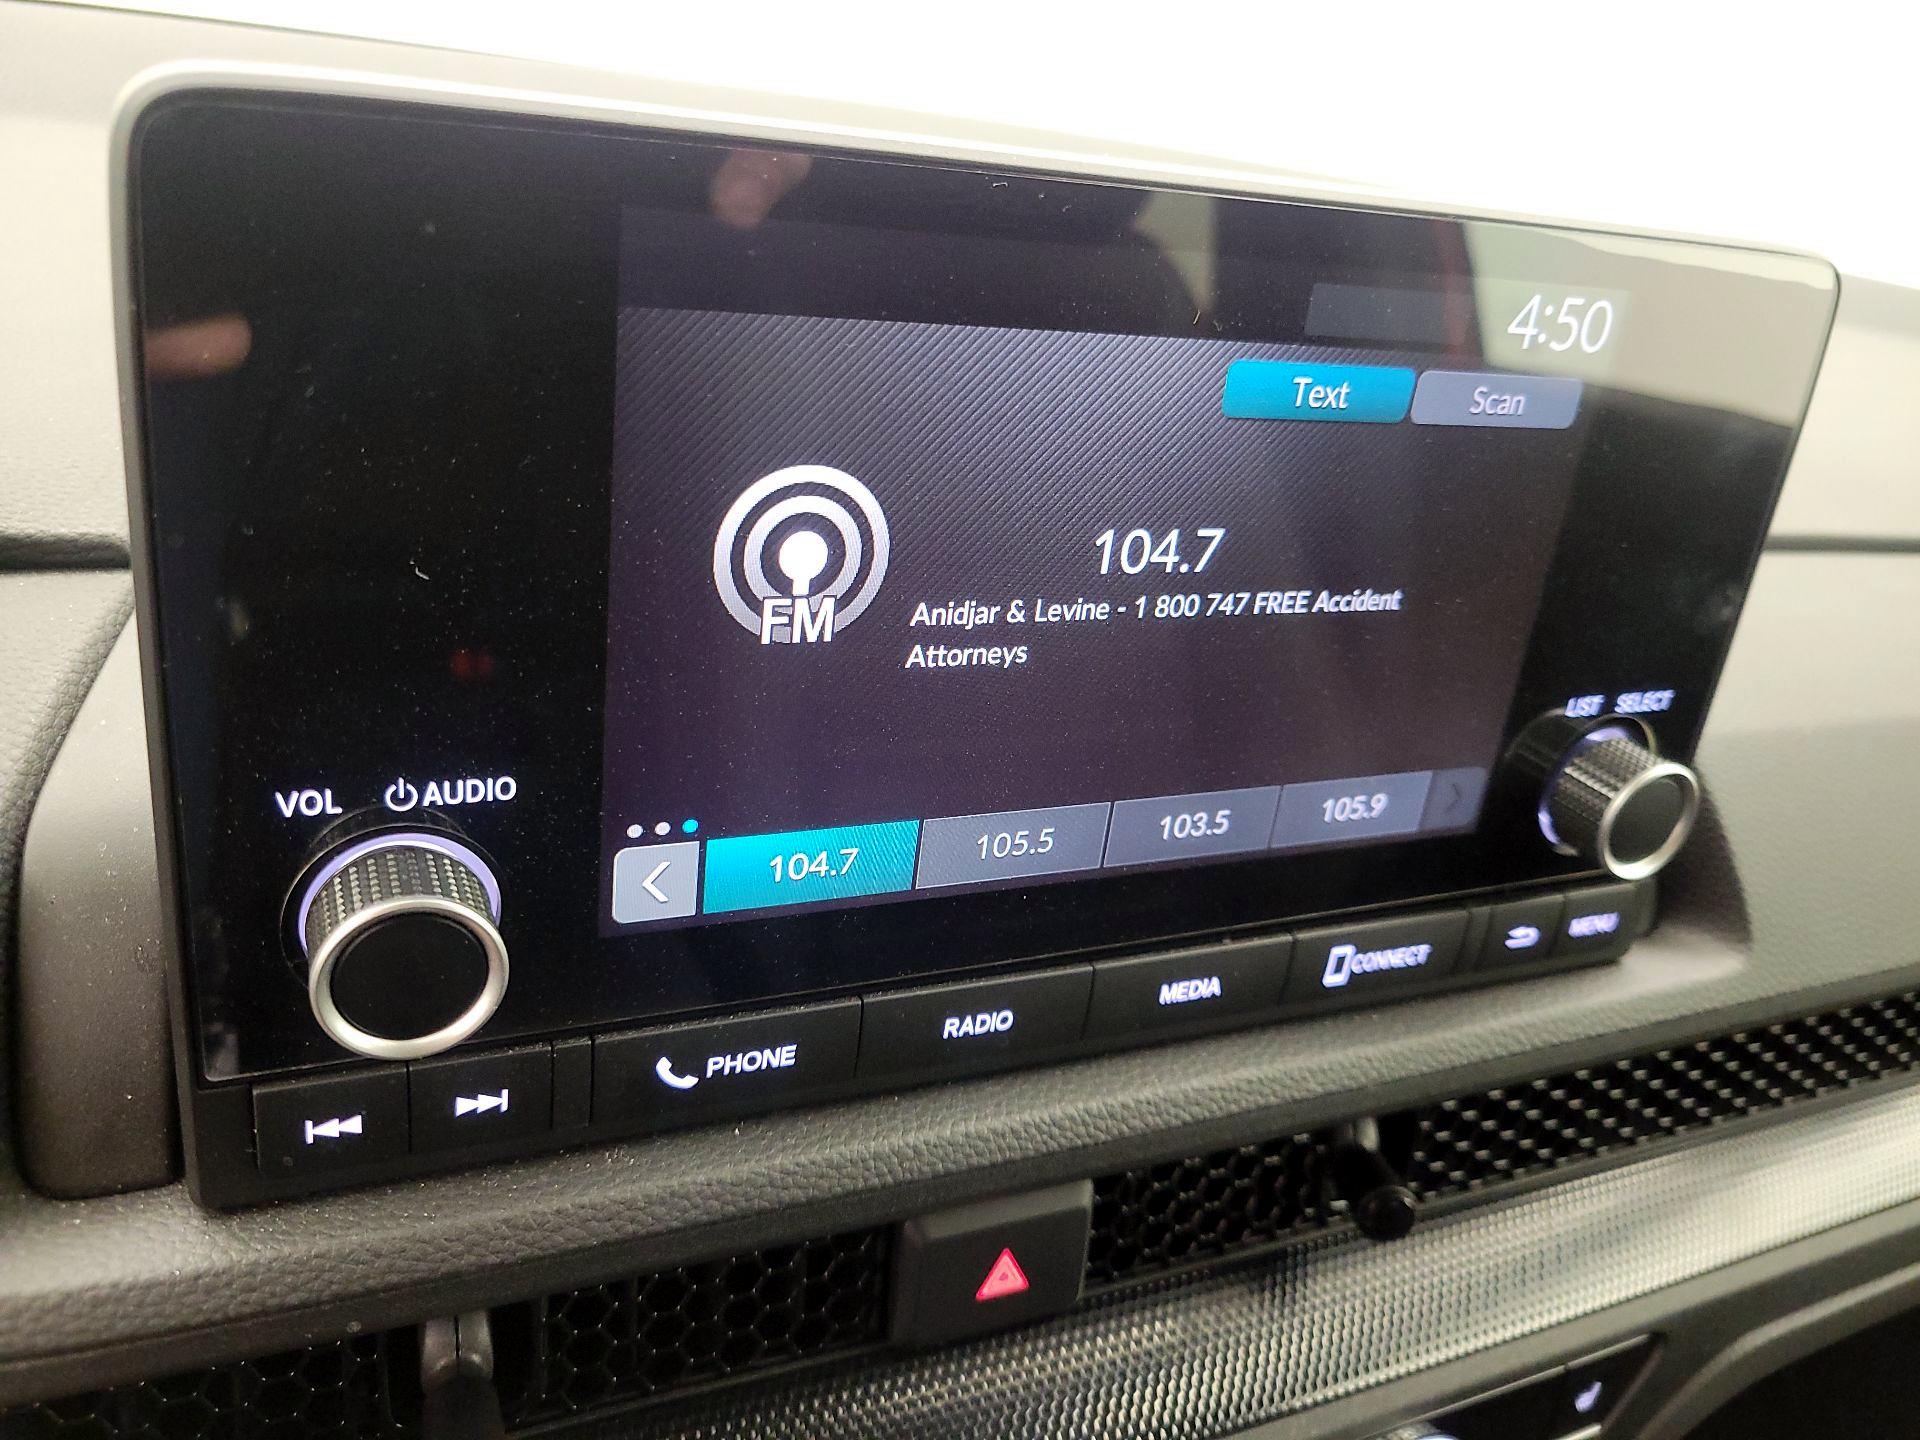 4:50
Text
Scan
104.7
FM
Anidjar & Levine - 1 800 747 FREE Accident
Attorneys
LIST SELECT
VOL AUDIO
104.7
105.5
103.5
105.9
PHONE
RADIO
MEDIA
CONNECT
MENU